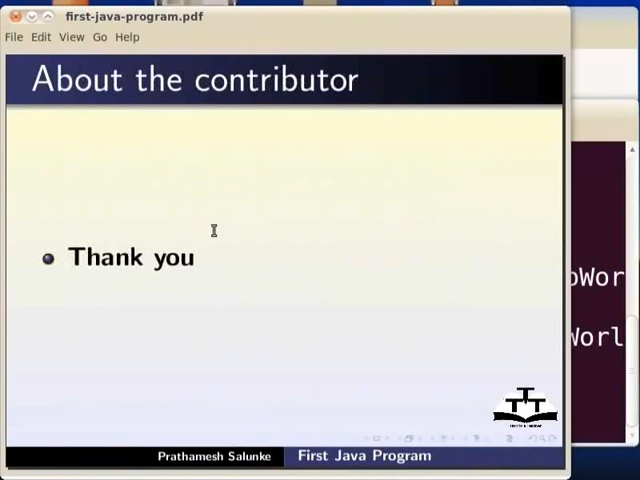 first-java-program.pdf
File Edit View Go Help
About the contributor
Thank you
Prathamesh Salunke First Java Program